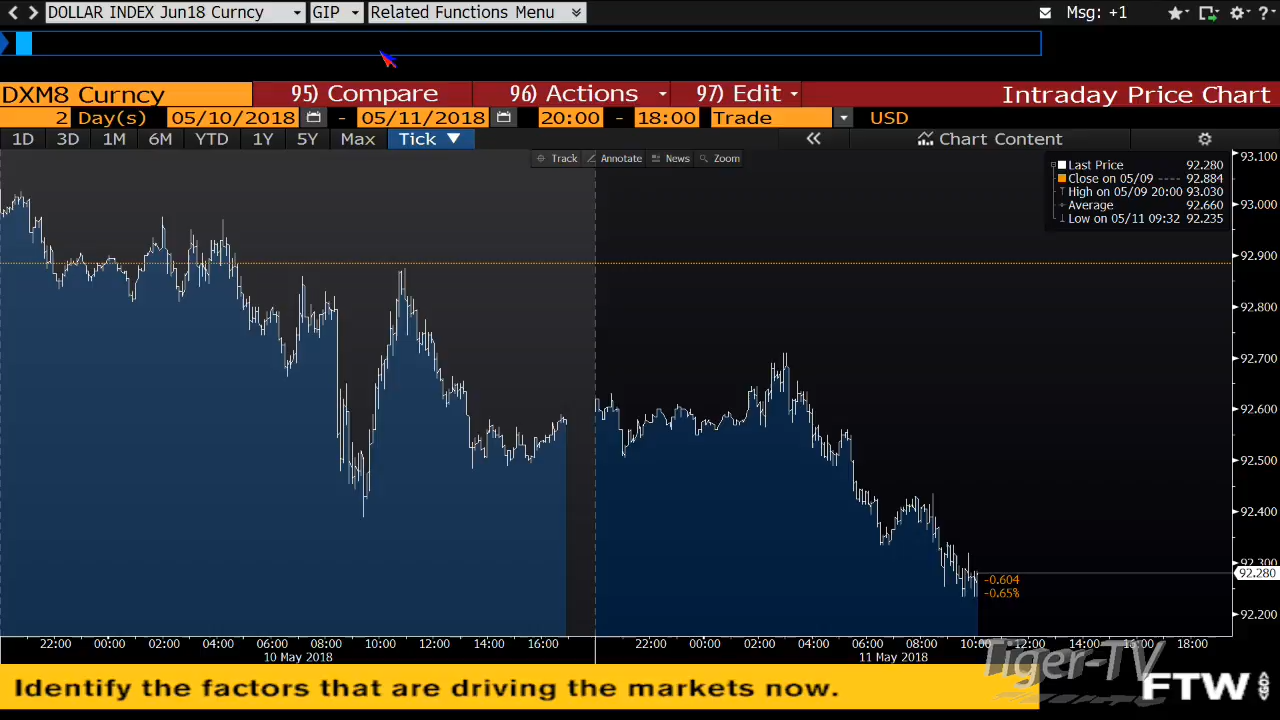 DOLLAR INDEX Jun18 Curncy GIP Related Functions Menu Msg: +1 ?
DXM8 Curncy 95) Compare 96) Actions 97) Edit Intraday Price Chart
2 Day(s) 05/10/2018 - 05/11/2018 20:00 - 18:00 Trade USD
1D 3D 1M 6M YTD 1Y 5Y Max Tick Chart Content
Track Annotate News Zoom
Last Price 92.280
Close on 05/09 ---- 92.884
High on 05/09 20:00 93.030
Average 92.660
Low on 05/11 09:32 92.235
93.100
93.000
92.900
92.800
92.700
92.600
92.500
92.400
92.300
92.280
92.200
-0.604
-0.65%
22:00 00:00 02:00 04:00 06:00 08:00 10:00 12:00 14:00 16:00 22:00 00:00 02:00 04:00 06:00 08:00 10:00 12:00 14:00 16:00 18:00
10 May 2018 11 May 2018
Tiger-TV
Identify the factors that are driving the markets now.
FTW